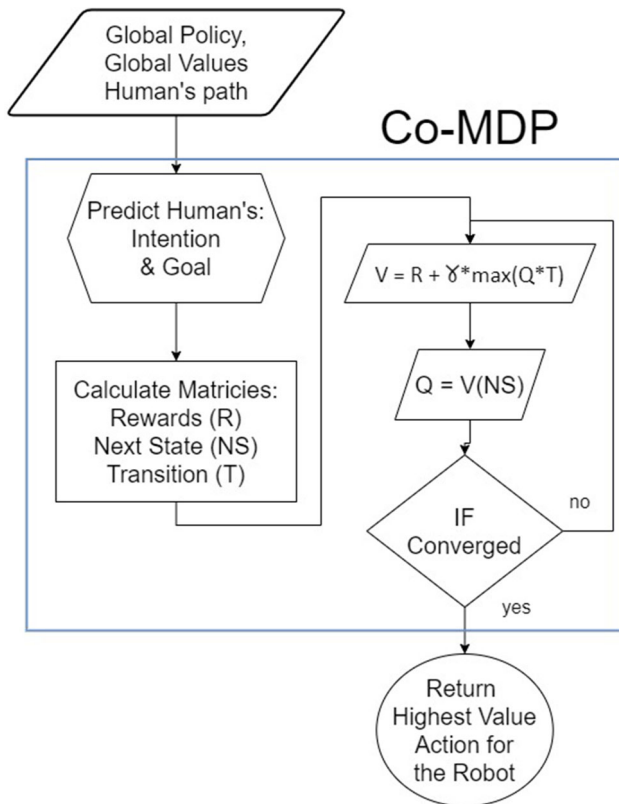 Global Policy,
Global Values
Human's path
Co-MDP
Predict Human's:
Intention
& Goal
Calculate Matricies:
Rewards (R)
Next State (NS)
Transition (T)
V = R + ɣ*max(Q*T)
Q = V(NS)
IF
Converged
no
yes
Return
Highest Value
Action for
the Robot